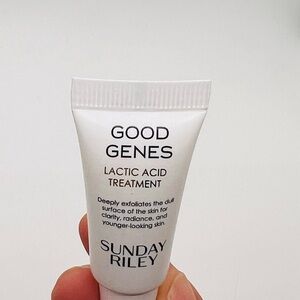 GOOD
GENES
LACTIC ACID
TREATMENT
Deeply exfoliates the dull
surface of the skin for
clarity, radiance, and
younger-looking skin.
SUNDAY
RILEY